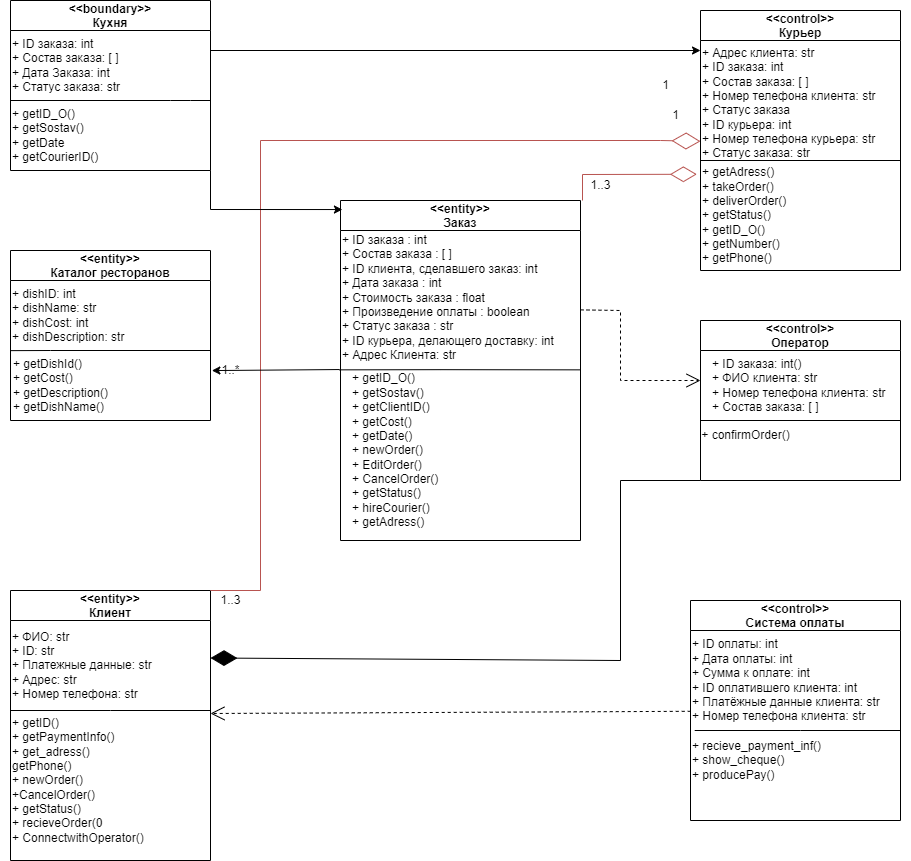 <<boundary>>
Кухня
+ ID заказа: int
+ Состав заказа: [ ]
+ Дата Заказа: int
+ Статус заказа: str
+ getID_O()
+ getSostav()
+ getDate
+ getCourierID()
<<control>>
Курьер
+ Адрес клиента: str
+ ID заказа: int
+ Состав заказа: [ ]
+ Номер телефона клиента: str
+ Статус заказа
+ ID курьера: int
+ Номер телефона курьера: str
+ Статус заказа: str
+ getAdress()
+ takeOrder()
+ deliverOrder()
+ getStatus()
+ getID_O()
+ getNumber()
+ getPhone()
1
1
1..3
<<entity>>
Заказ
+ ID заказа : int
+ Состав заказа : [ ]
+ ID клиента, сделавшего заказ: int
+ Дата заказа : int
+ Стоимость заказа : float
+ Произведение оплаты : boolean
+ Статус заказа : str
+ ID курьера, делающего доставку: int
+ Адрес Клиента: str
+ getID_O()
+ getSostav()
+ getClientID()
+ getCost()
+ getDate()
+ newOrder()
+ EditOrder()
+ CancelOrder()
+ getStatus()
+ hireCourier()
+ getAdress()
<<entity>>
Каталог ресторанов
+ dishID: int
+ dishName: str
+ dishCost: int
+ dishDescription: str
+ getDishId()
+ getCost()
+ getDescription()
+ getDishName()
1..*
<<control>>
Оператор
+ ID заказа: int()
+ ФИО клиента: str
+ Номер телефона клиента: str
+ Состав заказа: [ ]
+ confirmOrder()
<<entity>>
Клиент
+ ФИО: str
+ ID: str
+ Платежные данные: str
+ Адрес: str
+ Номер телефона: str
+ getID()
+ getPaymentInfo()
+ get_adress()
getPhone()
+ newOrder()
+CancelOrder()
+ getStatus()
+ recieveOrder(0
+ ConnectwithOperator()
1..3
<<control>>
Система оплаты
+ ID оплаты: int
+ Дата оплаты: int
+ Сумма к оплате: int
+ ID оплатившего клиента: int
+ Платёжные данные клиента: str
+ Номер телефона клиента: str
+ recieve_payment_inf()
+ show_cheque()
+ producePay()